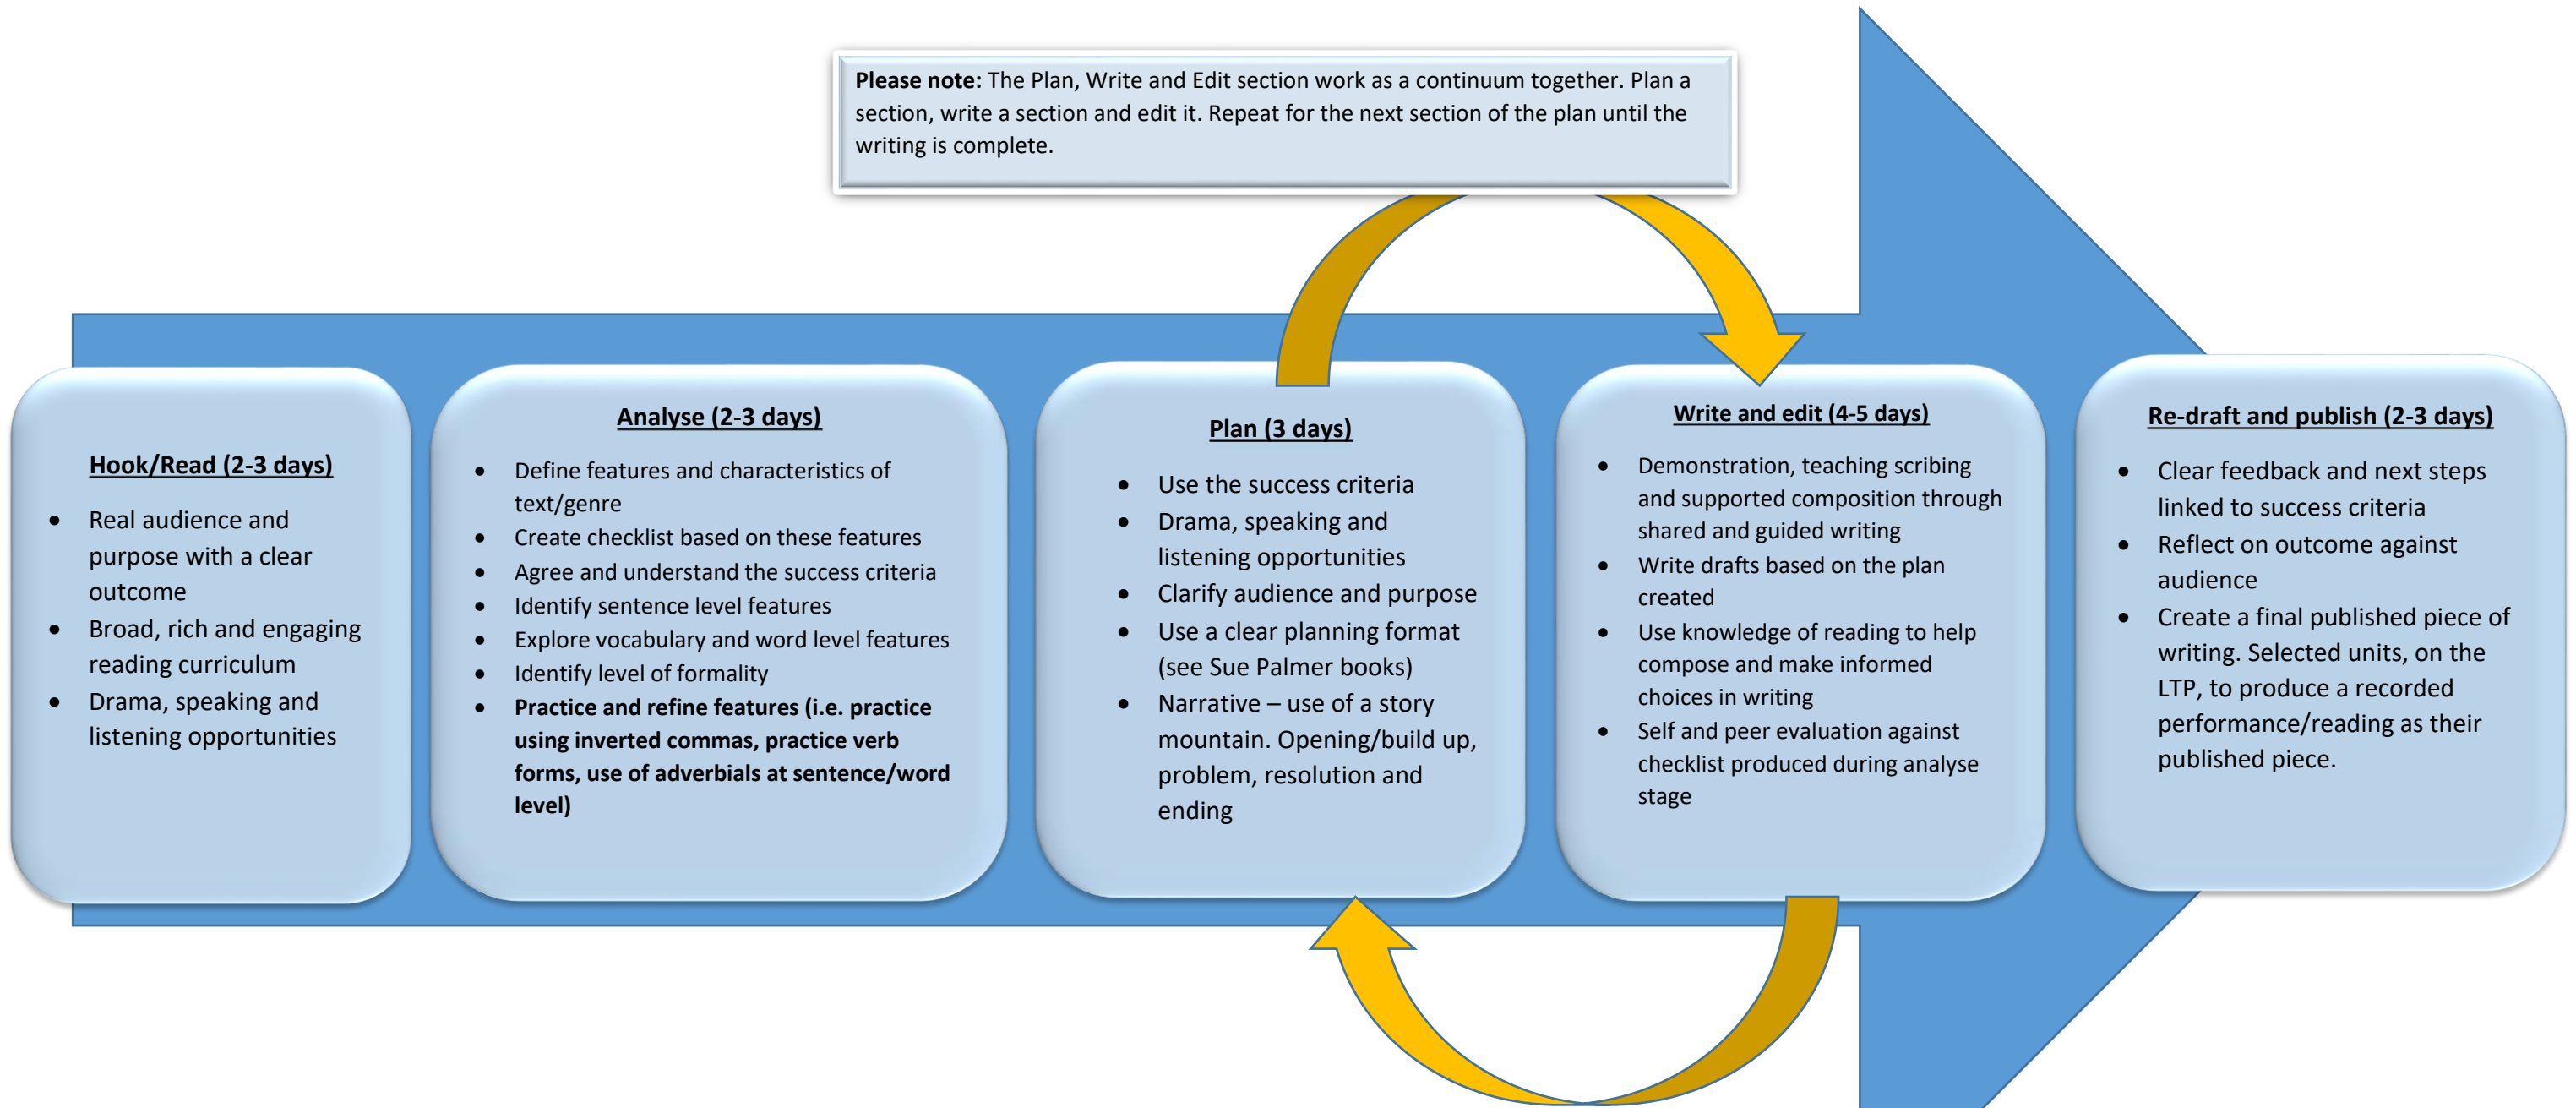 Please note: The Plan, Write and Edit section work as a continuum together. Plan a
section, write a section and edit it. Repeat for the next section of the plan until the
writing is complete.
Hook/Read (2-3 days)
• Real audience and
purpose with a clear
outcome
• Broad, rich and engaging
reading curriculum
• Drama, speaking and
listening opportunities
Analyse (2-3 days)
• Define features and characteristics of
text/genre
• Create checklist based on these features
• Agree and understand the success criteria
• Identify sentence level features
• Explore vocabulary and word level features
• Identify level of formality
• Practice and refine features (i.e. practice
using inverted commas, practice verb
forms, use of adverbials at sentence/word
level)
Plan (3 days)
• Use the success criteria
• Drama, speaking and
listening opportunities
• Clarify audience and purpose
• Use a clear planning format
(see Sue Palmer books)
• Narrative – use of a story
mountain. Opening/build up,
problem, resolution and
ending
Write and edit (4-5 days)
• Demonstration, teaching scribing
and supported composition through
shared and guided writing
• Write drafts based on the plan
created
• Use knowledge of reading to help
compose and make informed
choices in writing
• Self and peer evaluation against
checklist produced during analyse
stage
Re-draft and publish (2-3 days)
• Clear feedback and next steps
linked to success criteria
• Reflect on outcome against
audience
• Create a final published piece of
writing. Selected units, on the
LTP, to produce a recorded
performance/reading as their
published piece.